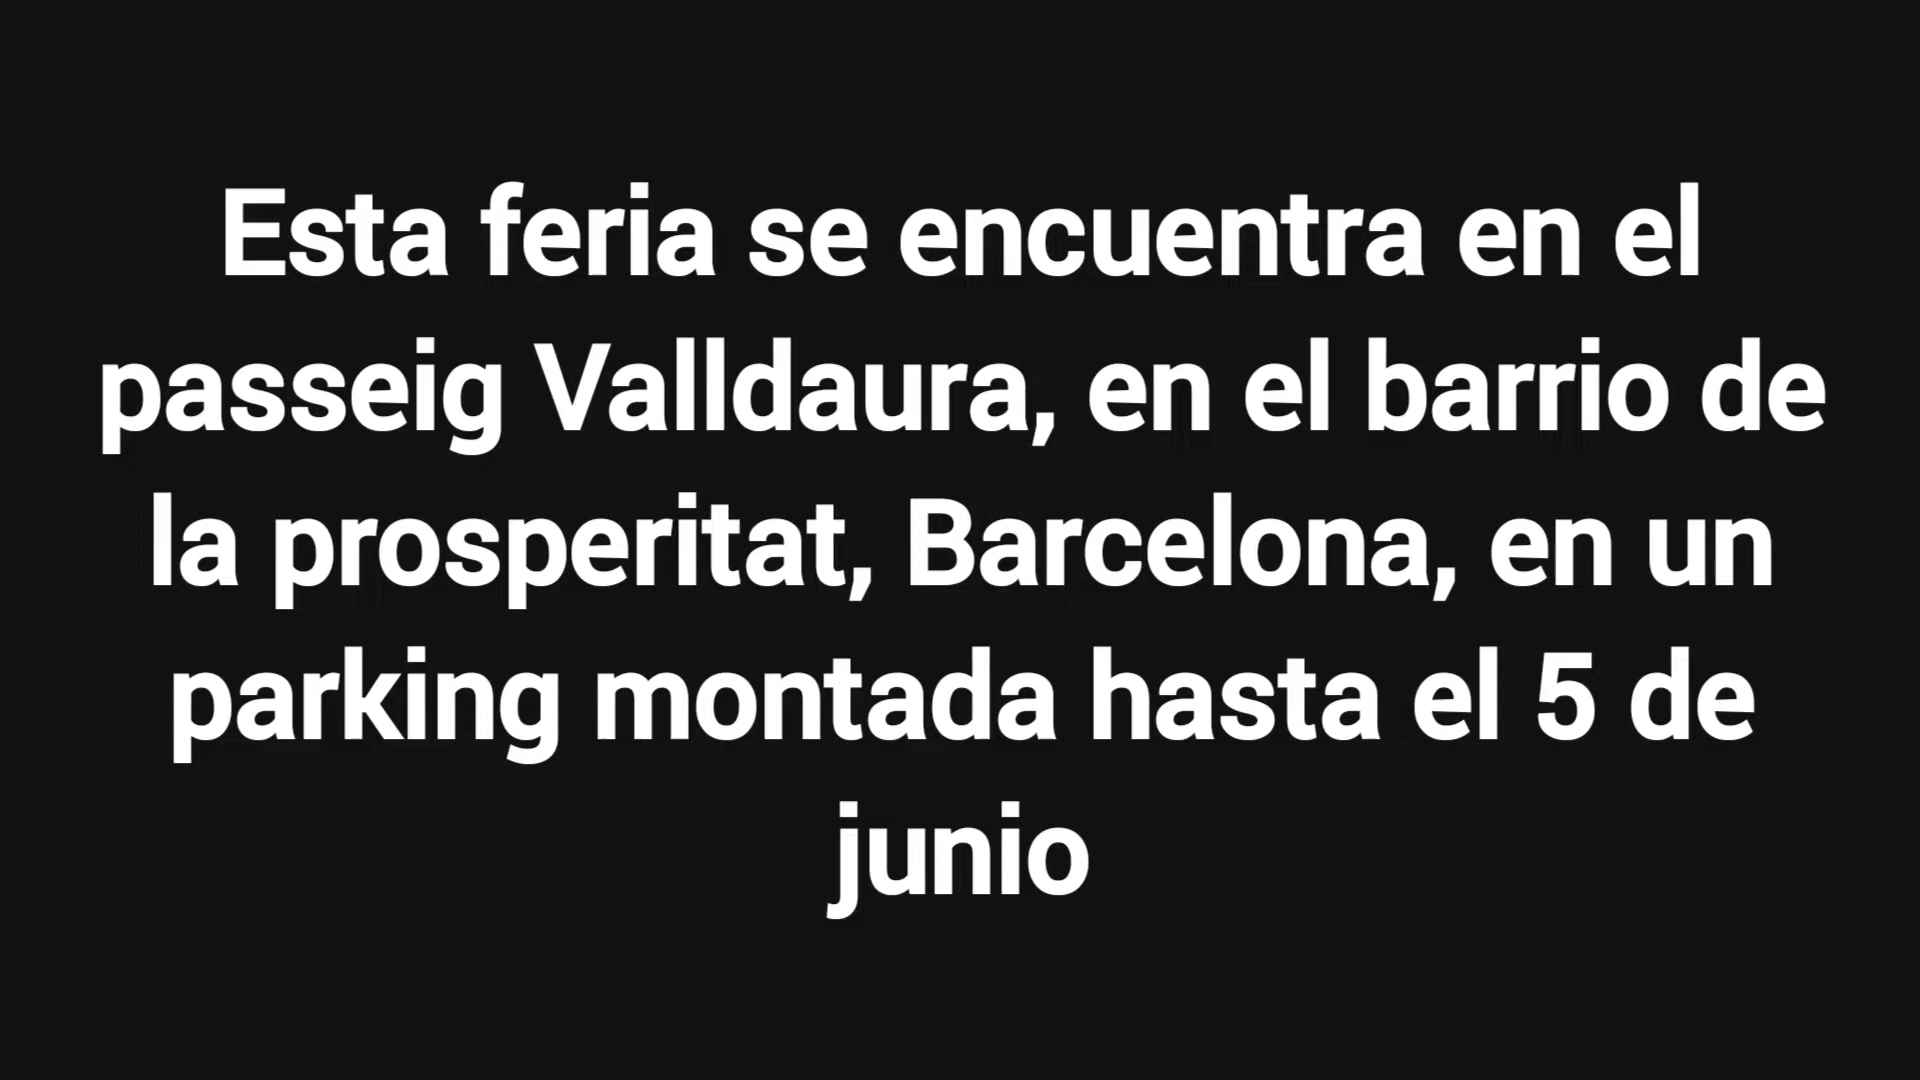 Esta feria se encuentra en el
passeig Valldaura, en el barrio de
la prosperitat, Barcelona, en un
parking montada hasta el 5 de
junio